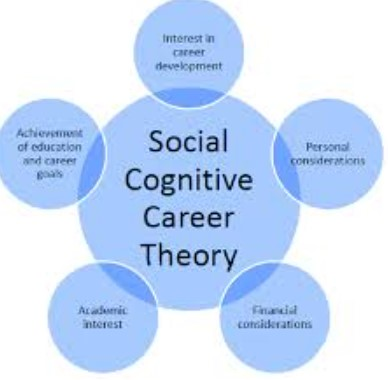 Interest in
career
development
Achievement
of education
and career
goals
Social
Cognitive
Career
Theory
Personal
considerations
Academic
interest
Financial
considerations